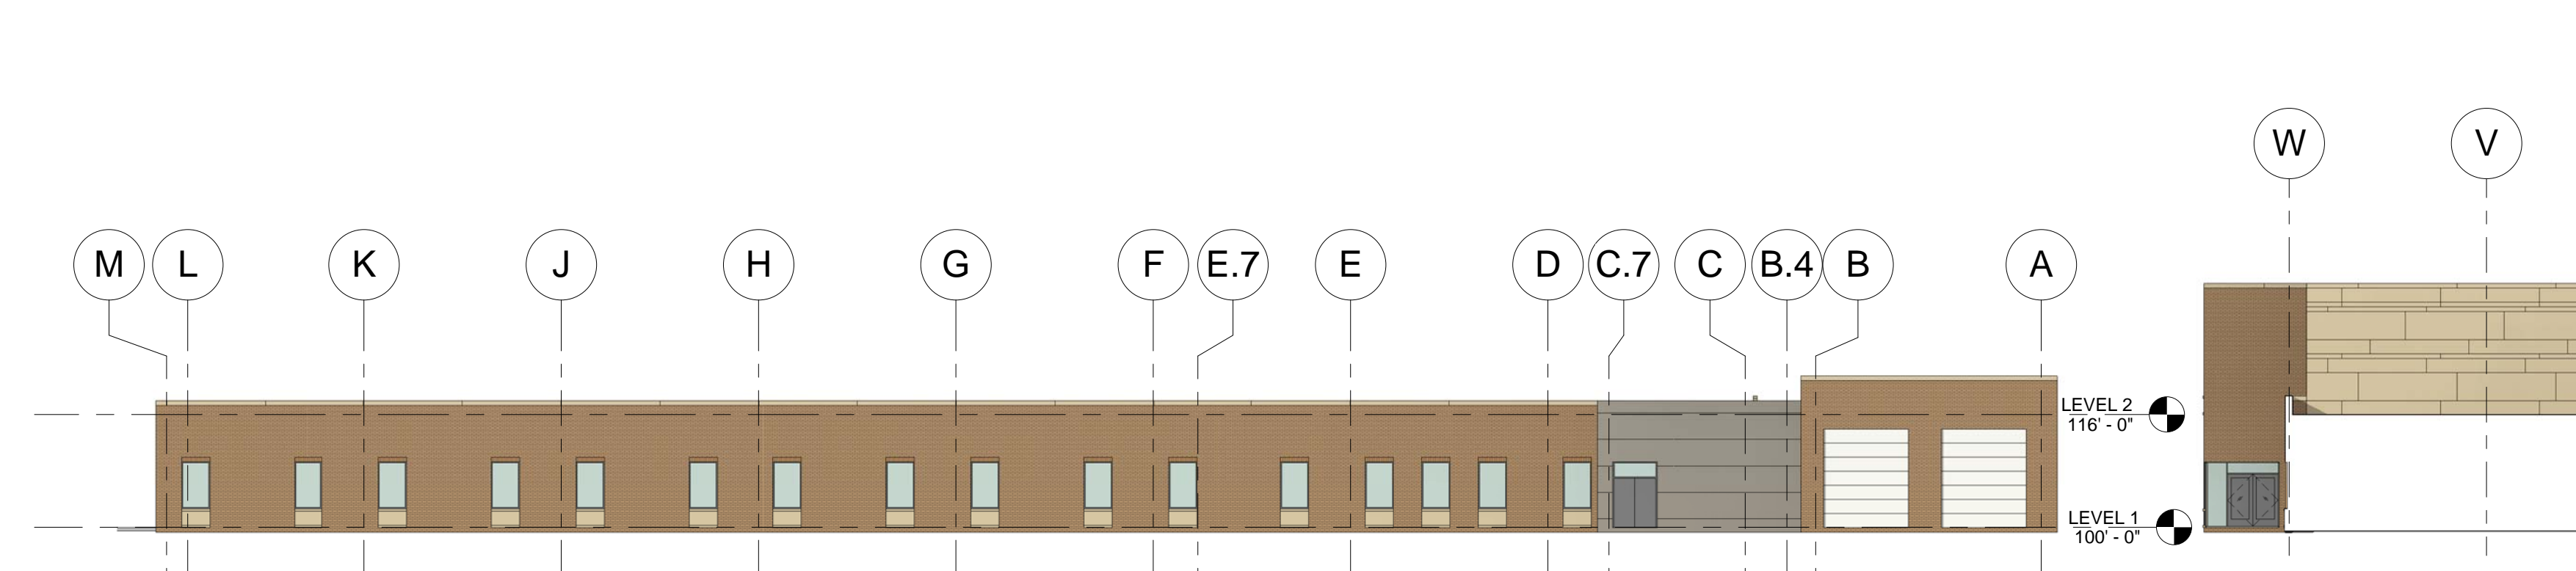 W V
M L K J H G F E.7 E D C.7 C B.4 B A
LEVEL 2
116' - 0"
LEVEL 1
100' - 0"